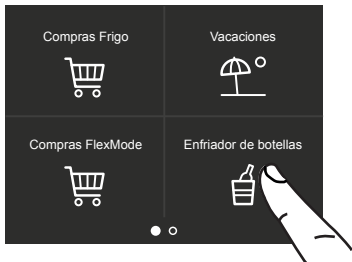 Compras Frigo
Vacaciones
Compras FlexMode
Enfriador de botellas